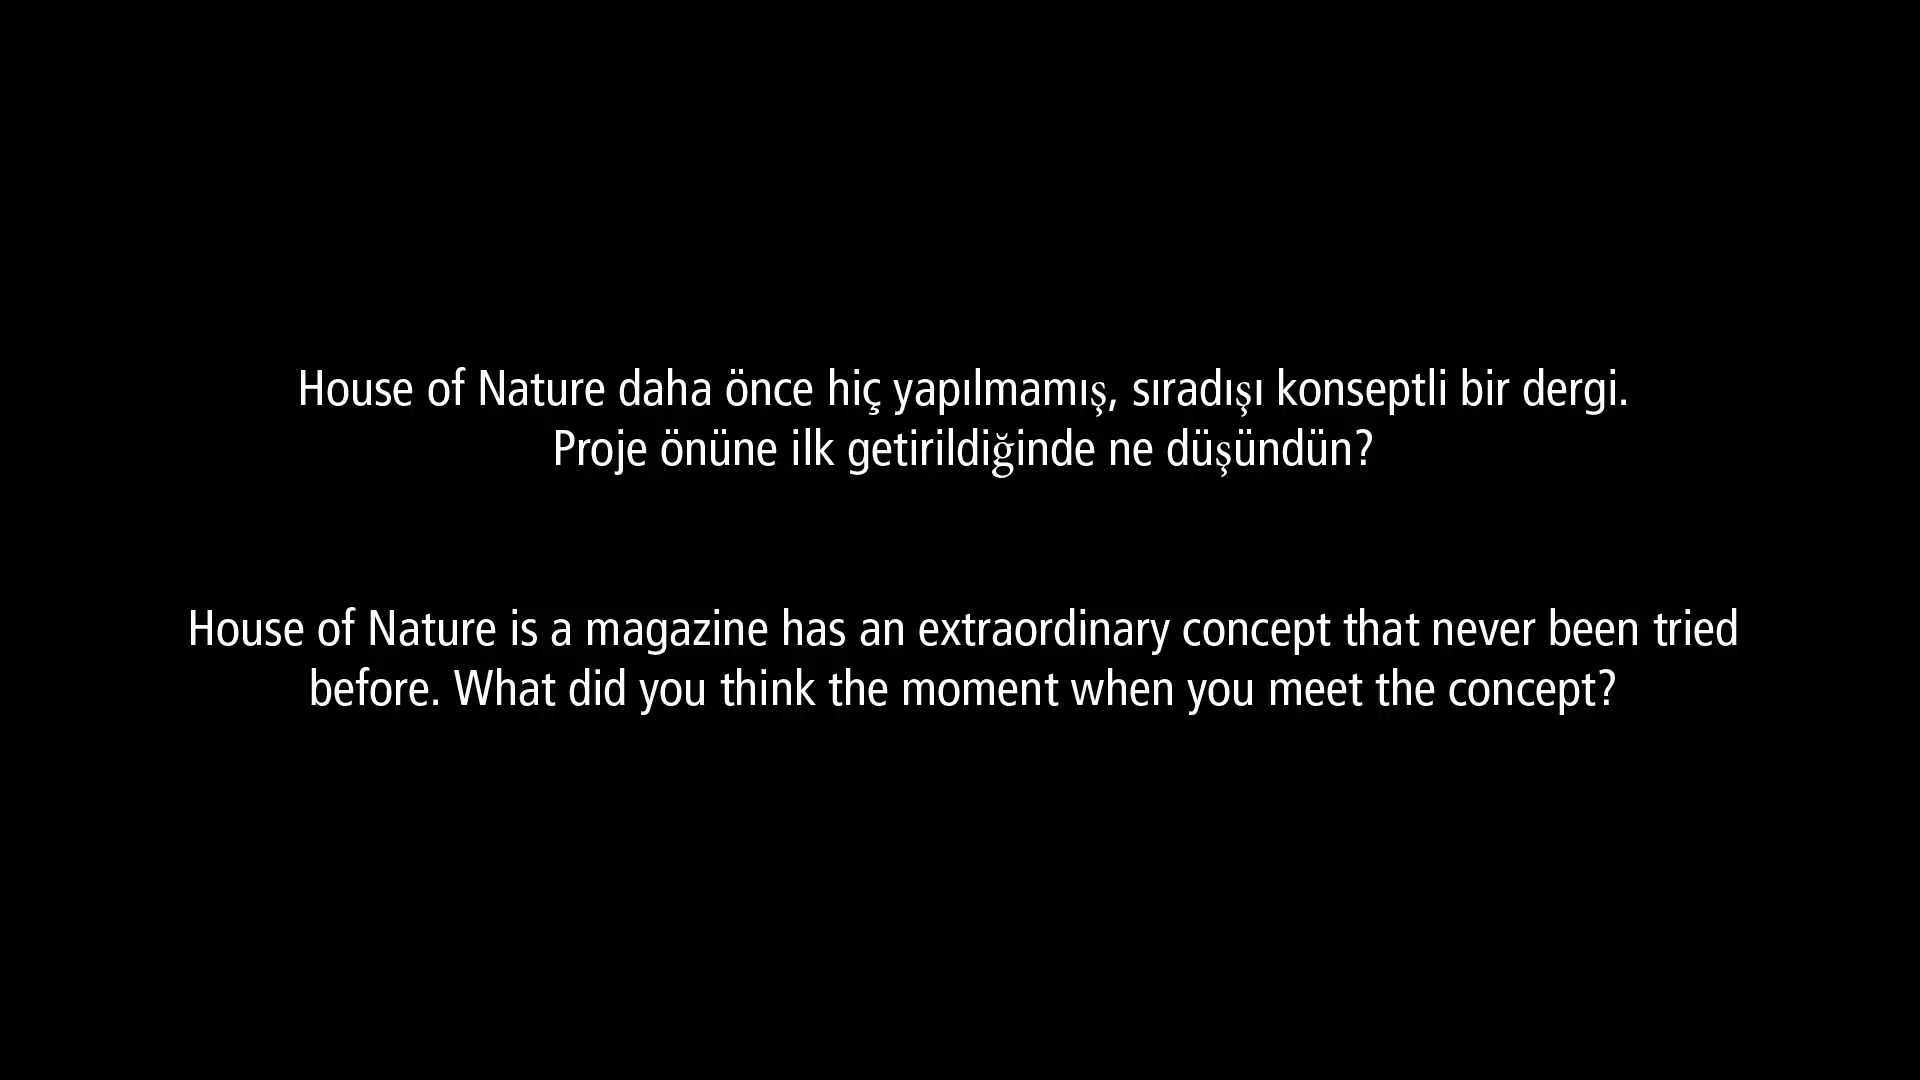 House of Nature daha önce hiç yapılmamış, sıradışı konseptli bir dergi.
Proje önüne ilk getirildiğinde ne düşündün?
House of Nature is a magazine has an extraordinary concept that never been tried
before. What did you think the moment when you meet the concept?